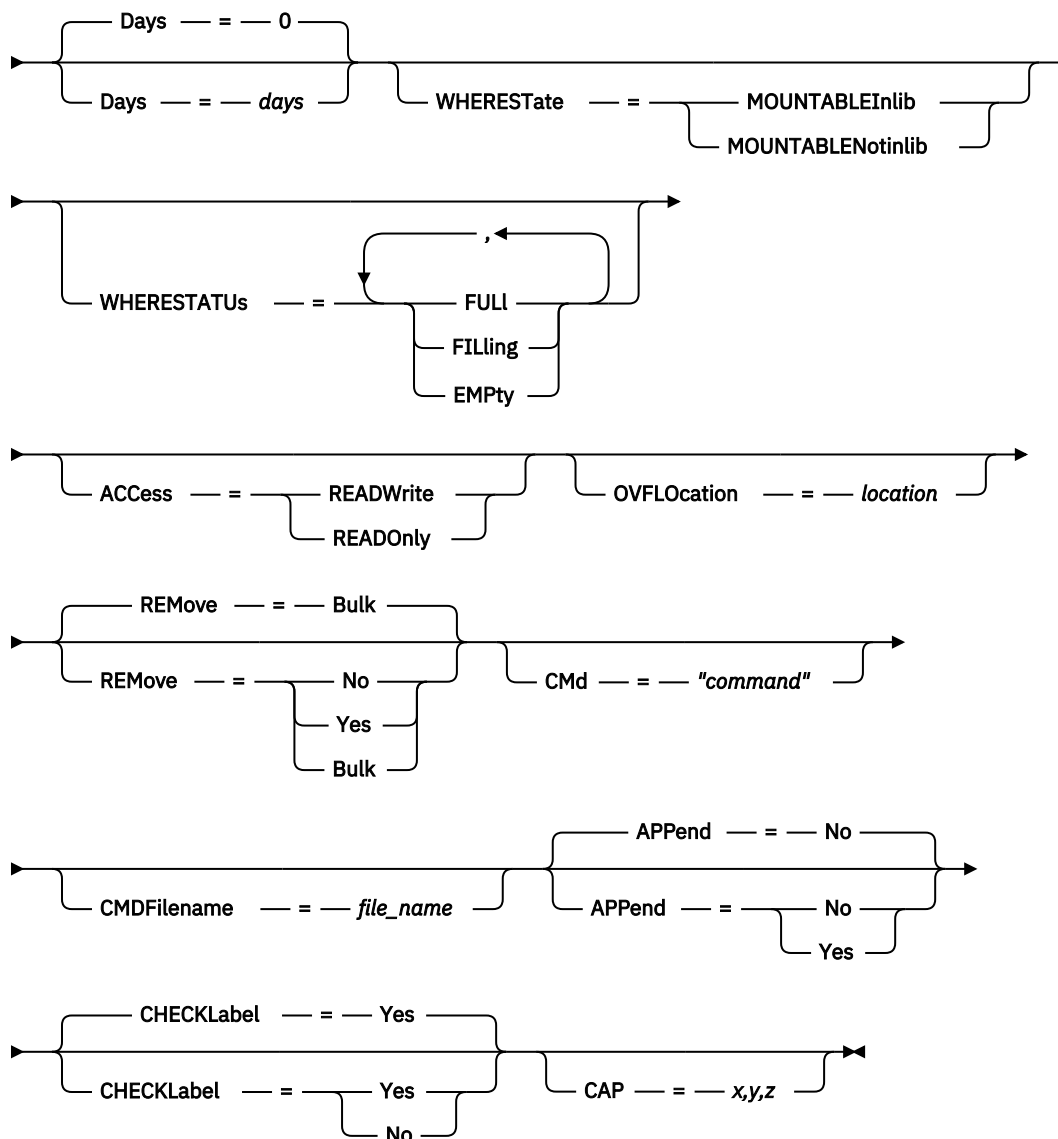 Days = 0
Days = days
WHERESTate = MOUNTABLEInlib
MOUNTABLENotinlib
,
WHERESTATUs = FULl
FILling
EMPty
ACCess = READWrite
READOnly
OVFLOcation = location
REMove = Bulk
REMove = No
Yes
Bulk
CMd = "command"
CMDFilename = file_name
APPend = No
APPend = No
Yes
CHECKLabel = Yes
CHECKLabel = Yes
No
CAP = x,y,z